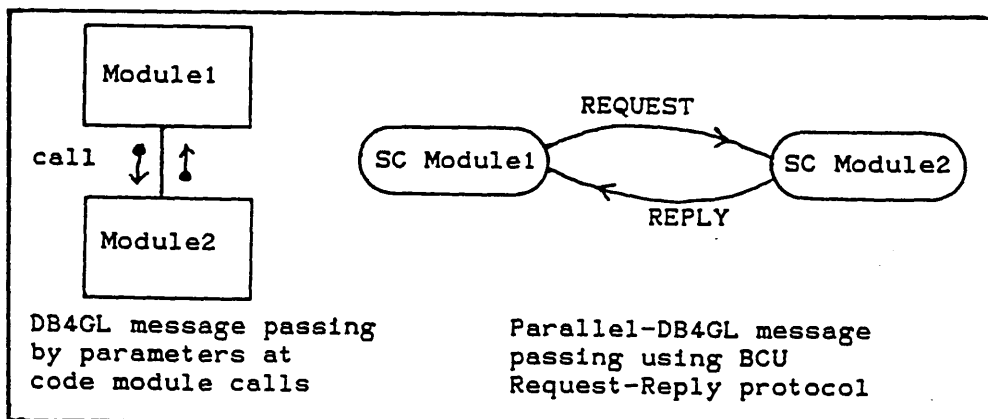 Module1
call
Module2
DB4GL message passing
by parameters at
code module calls
REQUEST
SC Module1
SC Module2
REPLY
Parallel-DB4GL message
passing using BCU
Request-Reply protocol